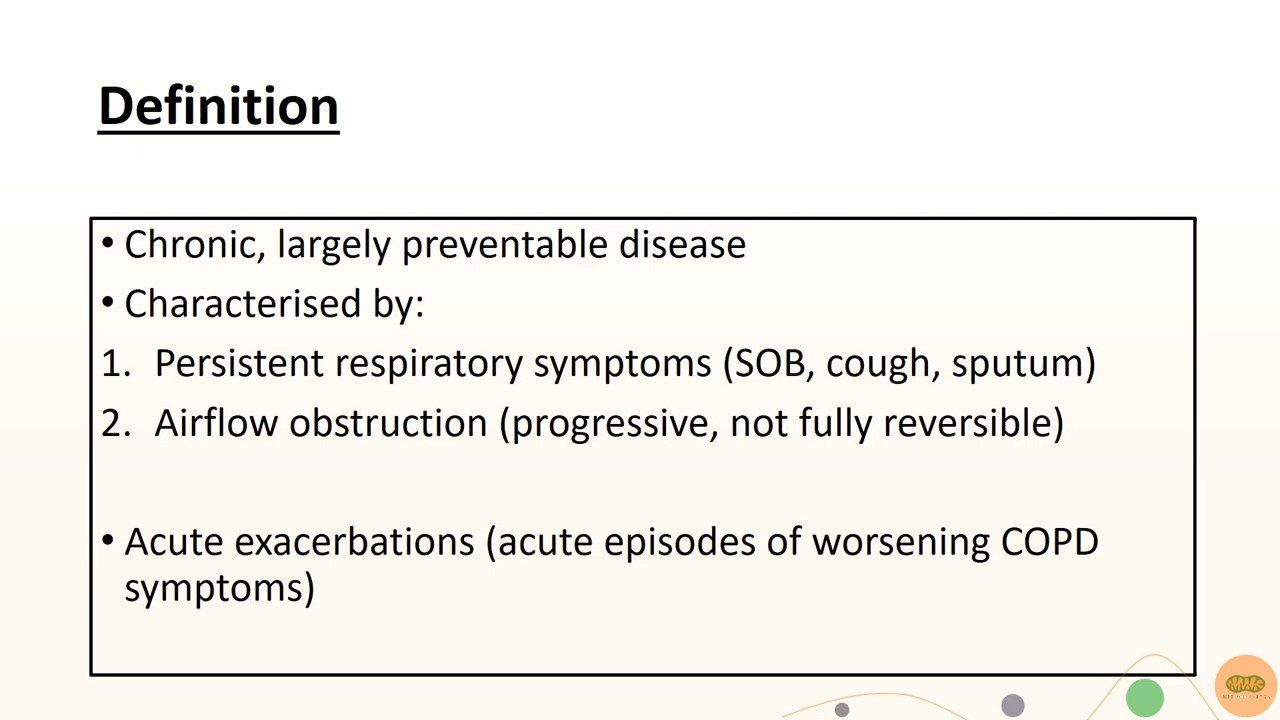 Definition
• Chronic, largely preventable disease
• Characterised by:
1. Persistent respiratory symptoms (SOB, cough, sputum)
2. Airflow obstruction (progressive, not fully reversible)
• Acute exacerbations (acute episodes of worsening COPD
symptoms)